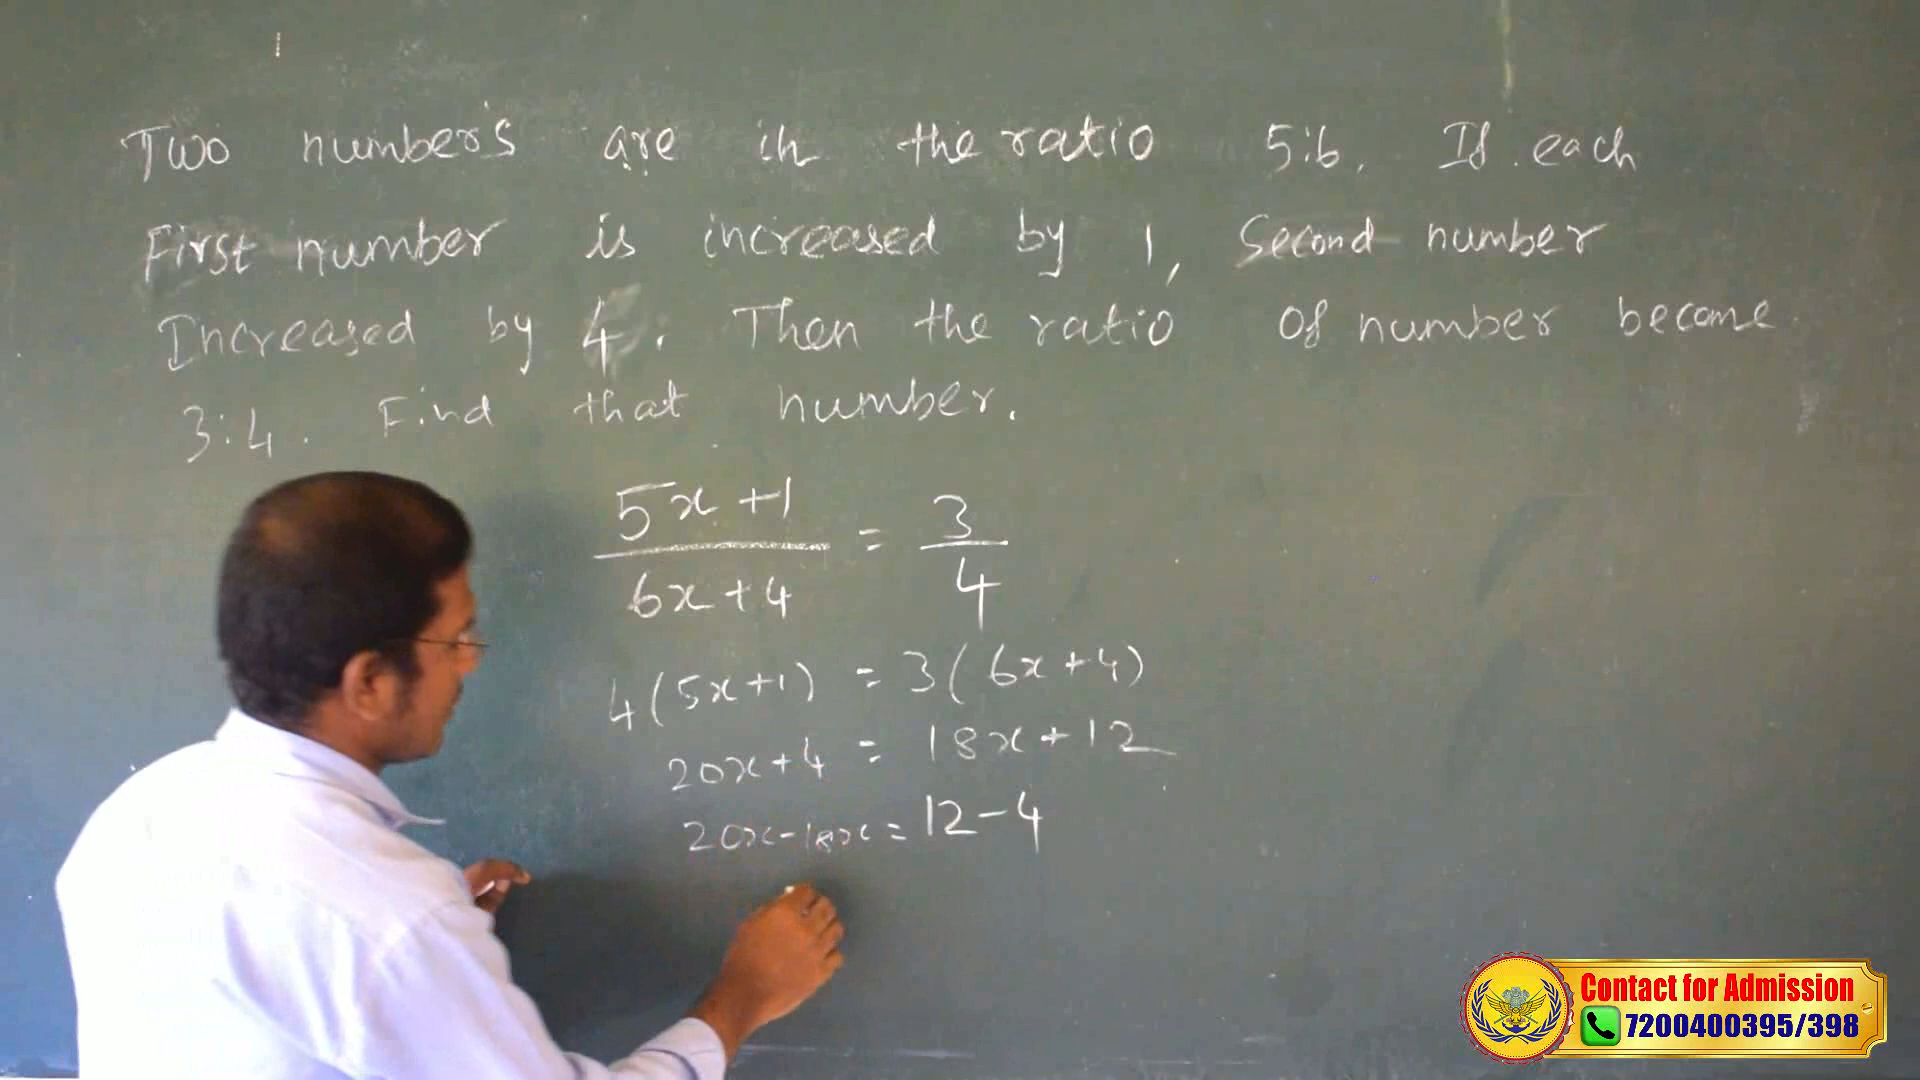 Two number's are in the ratio 5:6. If each
First number is increased by 1, Second number
Increased by 4. Then the ratio of number become
3:4. Find that number.
5x+1 / 6x+4 = 3 / 4
4(5x+1) = 3(6x+4)
20x+4 = 18x+12
20x-18x = 12-4
Contact for Admission
7200400395/398